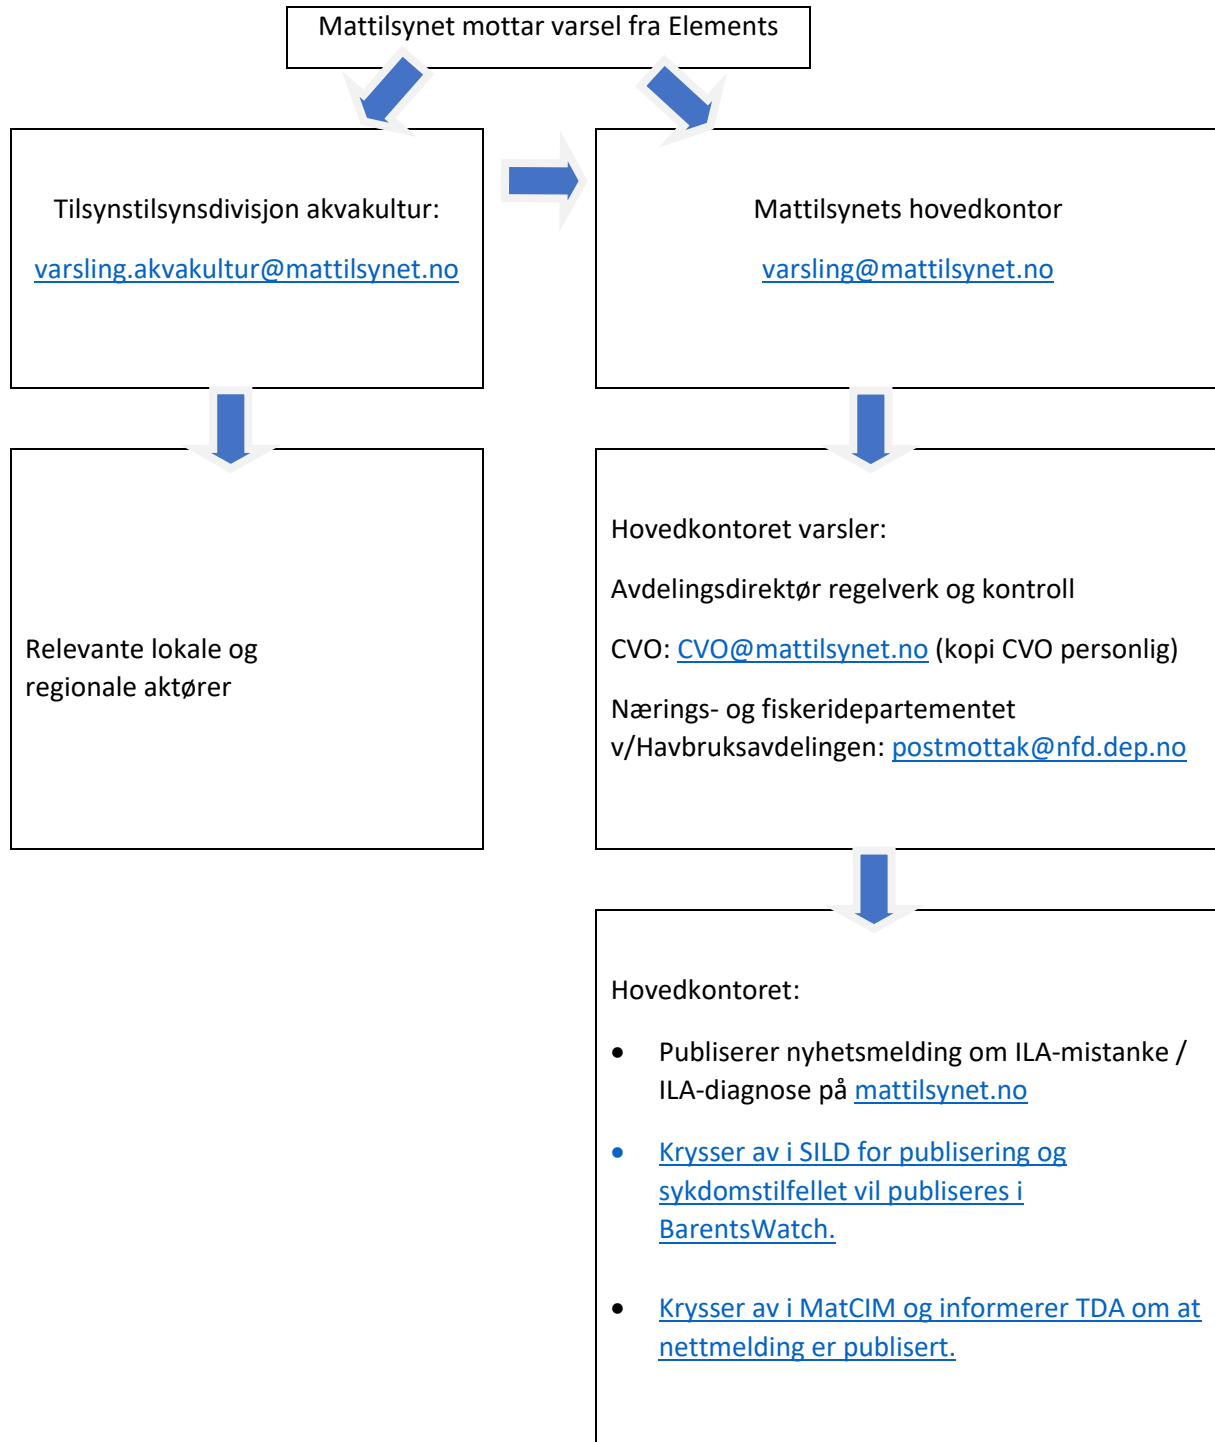 Mattilsynet mottar varsel fra Elements
Tilsynstilsynsdivisjon akvakultur:
varsling.akvakultur@mattilsynet.no
Mattilsynets hovedkontor
varsling@mattilsynet.no
Relevante lokale og
regionale aktører
Hovedkontoret varsler:
Avdelingsdirektør regelverk og kontroll
CVO: CVO@mattilsynet.no (kopi CVO personlig)
Nærings- og fiskeridepartementet
v/Havbruksavdelingen: postmottak@nfd.dep.no
Hovedkontoret:
• Publiserer nyhetsmelding om ILA-mistanke /
ILA-diagnose på mattilsynet.no
• Krysser av i SILD for publisering og
sykdomstilfellet vil publiseres i
BarentsWatch.
• Krysser av i MatCIM og informerer TDA om at
nettmelding er publisert.